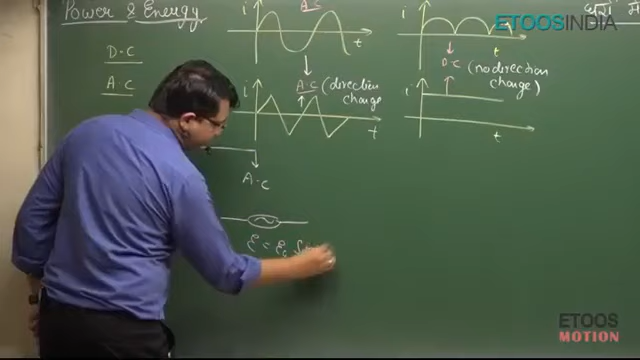 Power & Energy
D.C
A.C
i
A.C
t
i
A.C (direction change)
t
i
t
D.C (no direction change)
i
t
A.C
ETOOSINDIA
ETOOS
MOTION